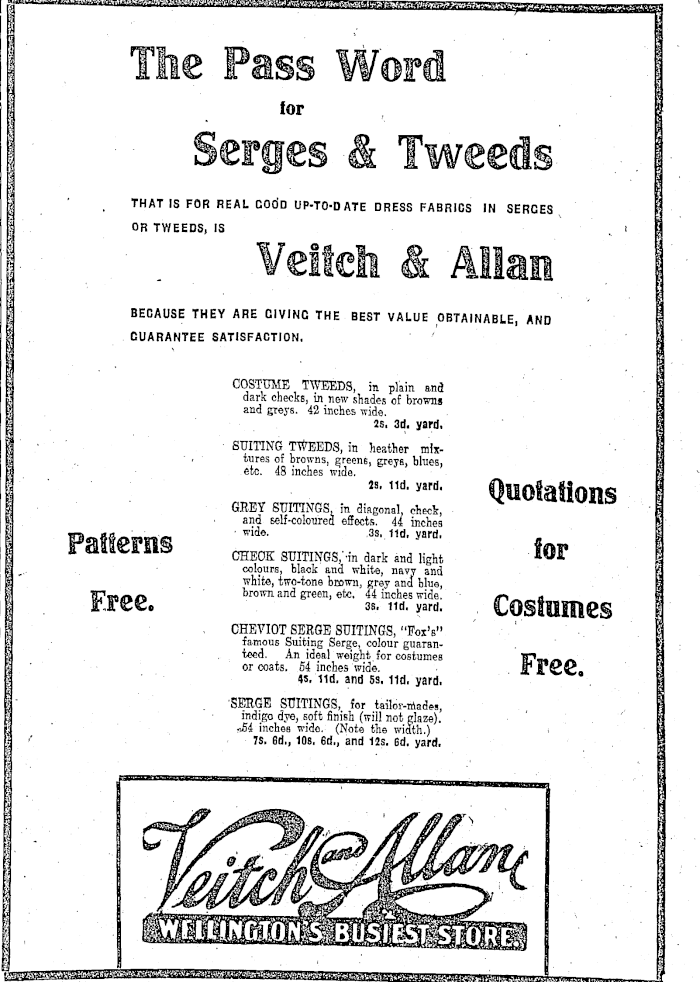 The Pass Word
for
Serges & Tweeds
THAT IS FOR REAL GOOD UP-TO-DATE DRESS FABRICS IN SERGES
OR TWEEDS, IS
Veitch & Allan
BECAUSE THEY ARE GIVING THE BEST VALUE OBTAINABLE, AND
GUARANTEE SATISFACTION.
COSTUME TWEEDS, in plain and
dark checks, in new shades of browns
and greys. 42 inches wide.
2s. 3d. yard.
SUITING TWEEDS, in heather mix-
tures of browns, greens, greys, blues,
etc. 48 inches wide.
2s. 11d. yard.
GREY SUITINGS, in diagonal, check,
and self-coloured effects. 44 inches
wide. 3s. 11d. yard.
CHECK SUITINGS, in dark and light
colours, black and white, navy and
white, two-tone brown, grey and blue,
brown and green, etc. 44 inches wide.
3s. 11d. yard.
CHEVIOT SERGE SUITINGS, "Fox's"
famous Suiting Serge, colour guaran-
teed. An ideal weight for costumes
or coats. 54 inches wide.
4s. 11d. and 5s. 11d. yard.
SERGE SUITINGS, for tailor-mades,
indigo dye, soft finish (will not glaze).
54 inches wide. (Note the width.)
7s. 6d., 10s. 6d., and 12s. 6d. yard.
Patterns
Free.
Quotations
for
Costumes
Free.
Veitch and Allan
WELLINGTON'S BUSIEST STORE.